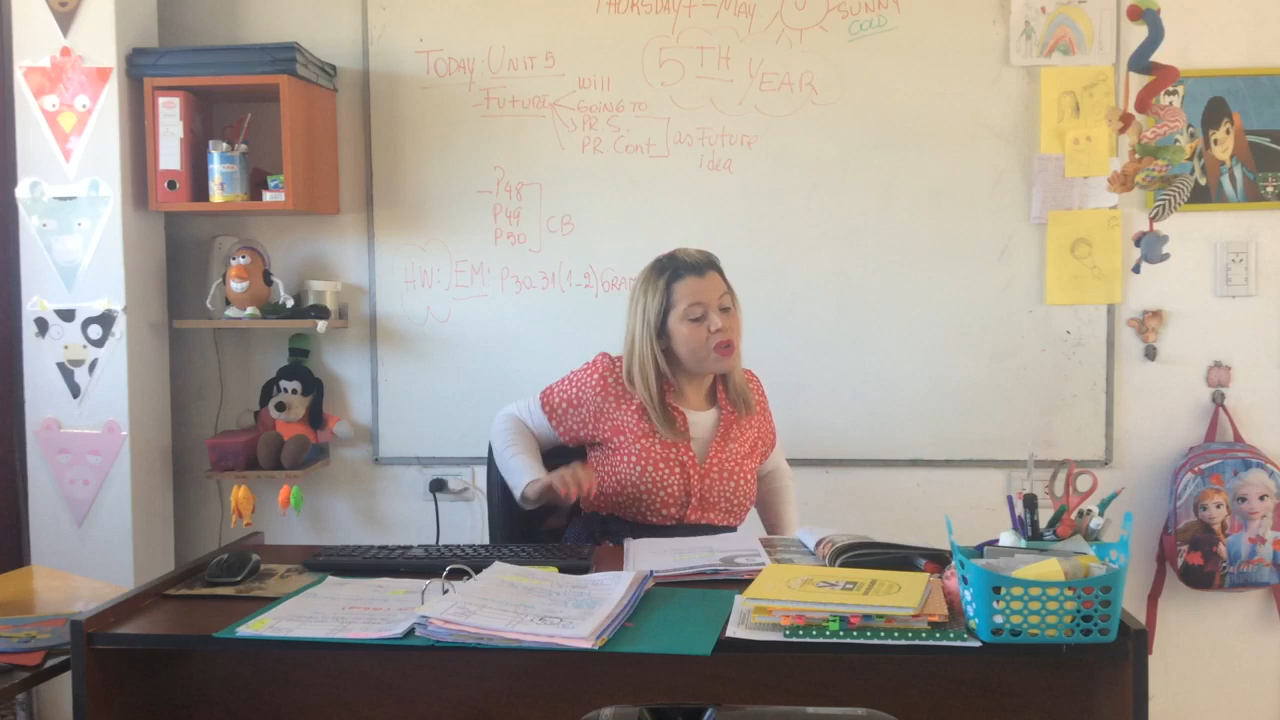 THURSDAY 7TH MAY
SUNNY
COLD
5TH YEAR
TODAY: UNIT 5
- FUTURE
will
GOING TO
PR. S.
PR. Cont
as Future
idea
- P48
P49
P50
CB
HW: EM: P30-31(1-2) GRAM